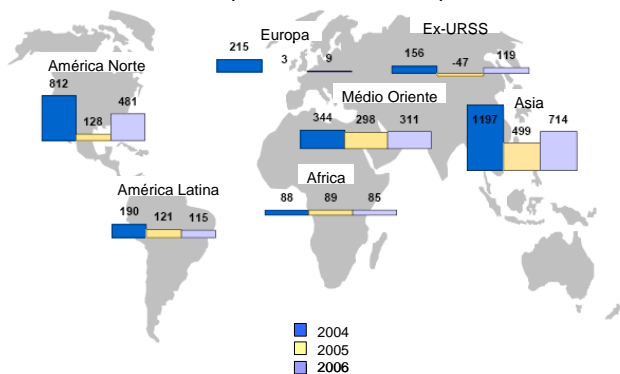 Europa
215 3 9
Ex-URSS
156 -47 119
América Norte
812
128
481
Médio Oriente
344 298 311
Asia
1197
499
714
América Latina
190 121 115
Africa
88 89 85
2004
2005
2006